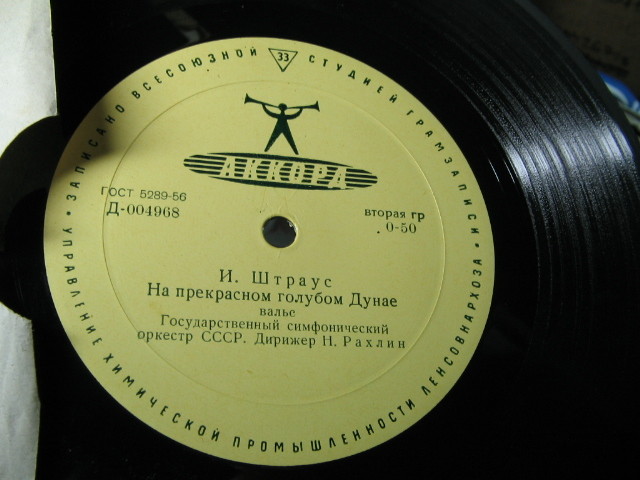 ЗАПИСАНО ВСЕСОЮЗНОЙ 33 СТУДИЕЙ ГРАМЗАПИСИ
АККОРД
ГОСТ 5289-56
Д-004968
вторая гр
0-50
И. Штраус
На прекрасном голубом Дунае
вальс
Государственный симфонический
оркестр СССР. Дирижер Н. Рахлин
УПРАВЛЕНИЕ ХИМИЧЕСКОЙ ПРОМЫШЛЕННОСТИ ЛЕНСОВНАРХОЗА